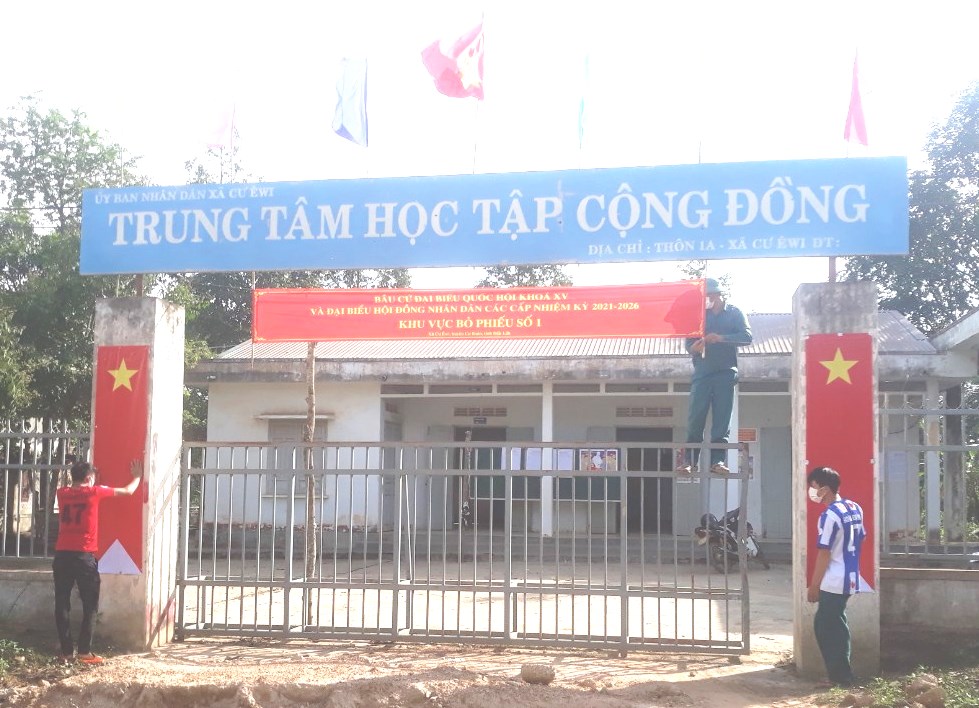 ỦY BAN NHÂN DÂN XÃ CƯ ÊWI
TRUNG TÂM HỌC TẬP CỘNG ĐỒNG
ĐỊA CHỈ : THÔN 1A - XÃ CƯ ÊWI ĐT:
BẦU CỬ ĐẠI BIỂU QUỐC HỘI KHÓA XV
VÀ ĐẠI BIỂU HỘI ĐỒNG NHÂN DÂN CÁC CẤP NHIỆM KỲ 2021-2026
KHU VỰC BỎ PHIẾU SỐ 1
47